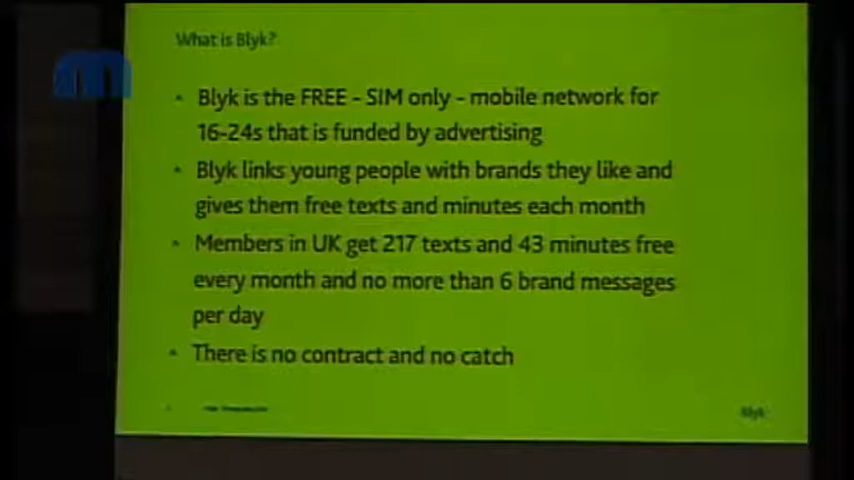 What is Blyk?
m
• Blyk is the FREE - SIM only - mobile network for
16-24s that is funded by advertising
• Blyk links young people with brands they like and
gives them free texts and minutes each month
• Members in UK get 217 texts and 43 minutes free
every month and no more than 6 brand messages
per day
• There is no contract and no catch
Blyk